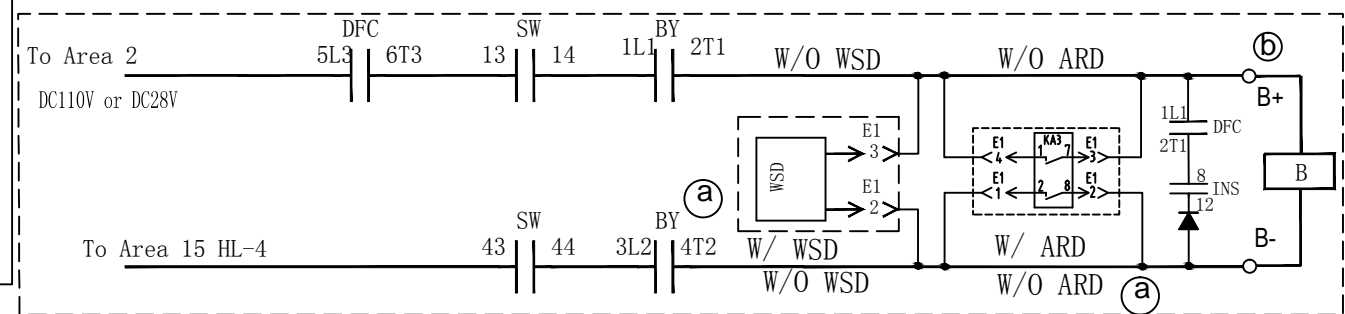 DFC
SW
BY
To Area 2
5L3
6T3
13
14
1L1
2T1
W/O WSD
W/O ARD
b
B+
DC110V or DC28V
WSD
E1
3
E1
2
E1
4
1
KA3
7
E1
3
E1
1
2
8
E1
2
1L1
DFC
2T1
8
INS
12
B
a
SW
BY
To Area 15 HL-4
43
44
3L2
4T2
W/ WSD
W/ ARD
B-
W/O WSD
W/O ARD
a